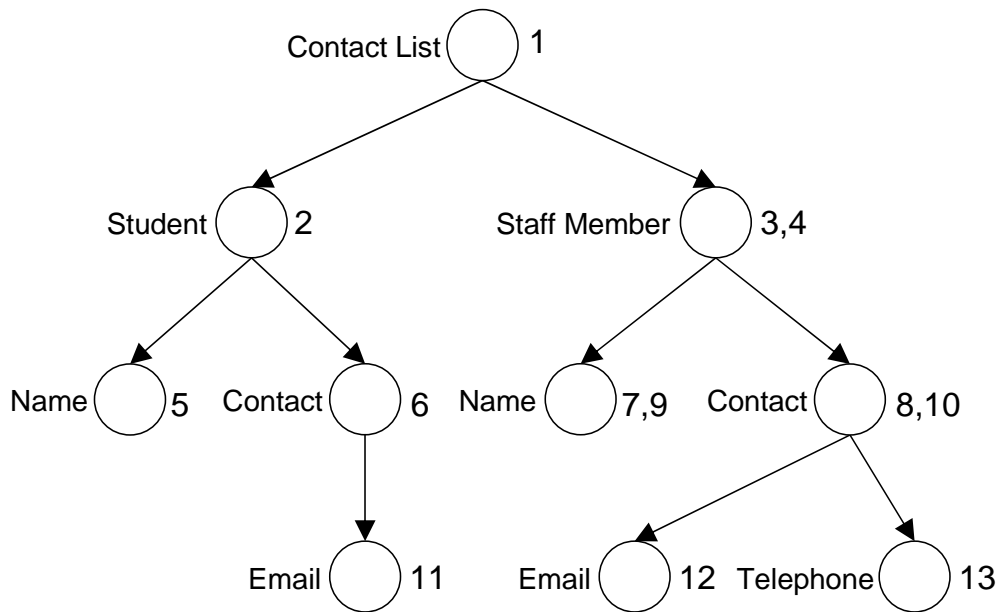 Contact List 1
Student 2 Staff Member 3,4
Name 5 Contact 6 Name 7,9 Contact 8,10
Email 11 Email 12 Telephone 13